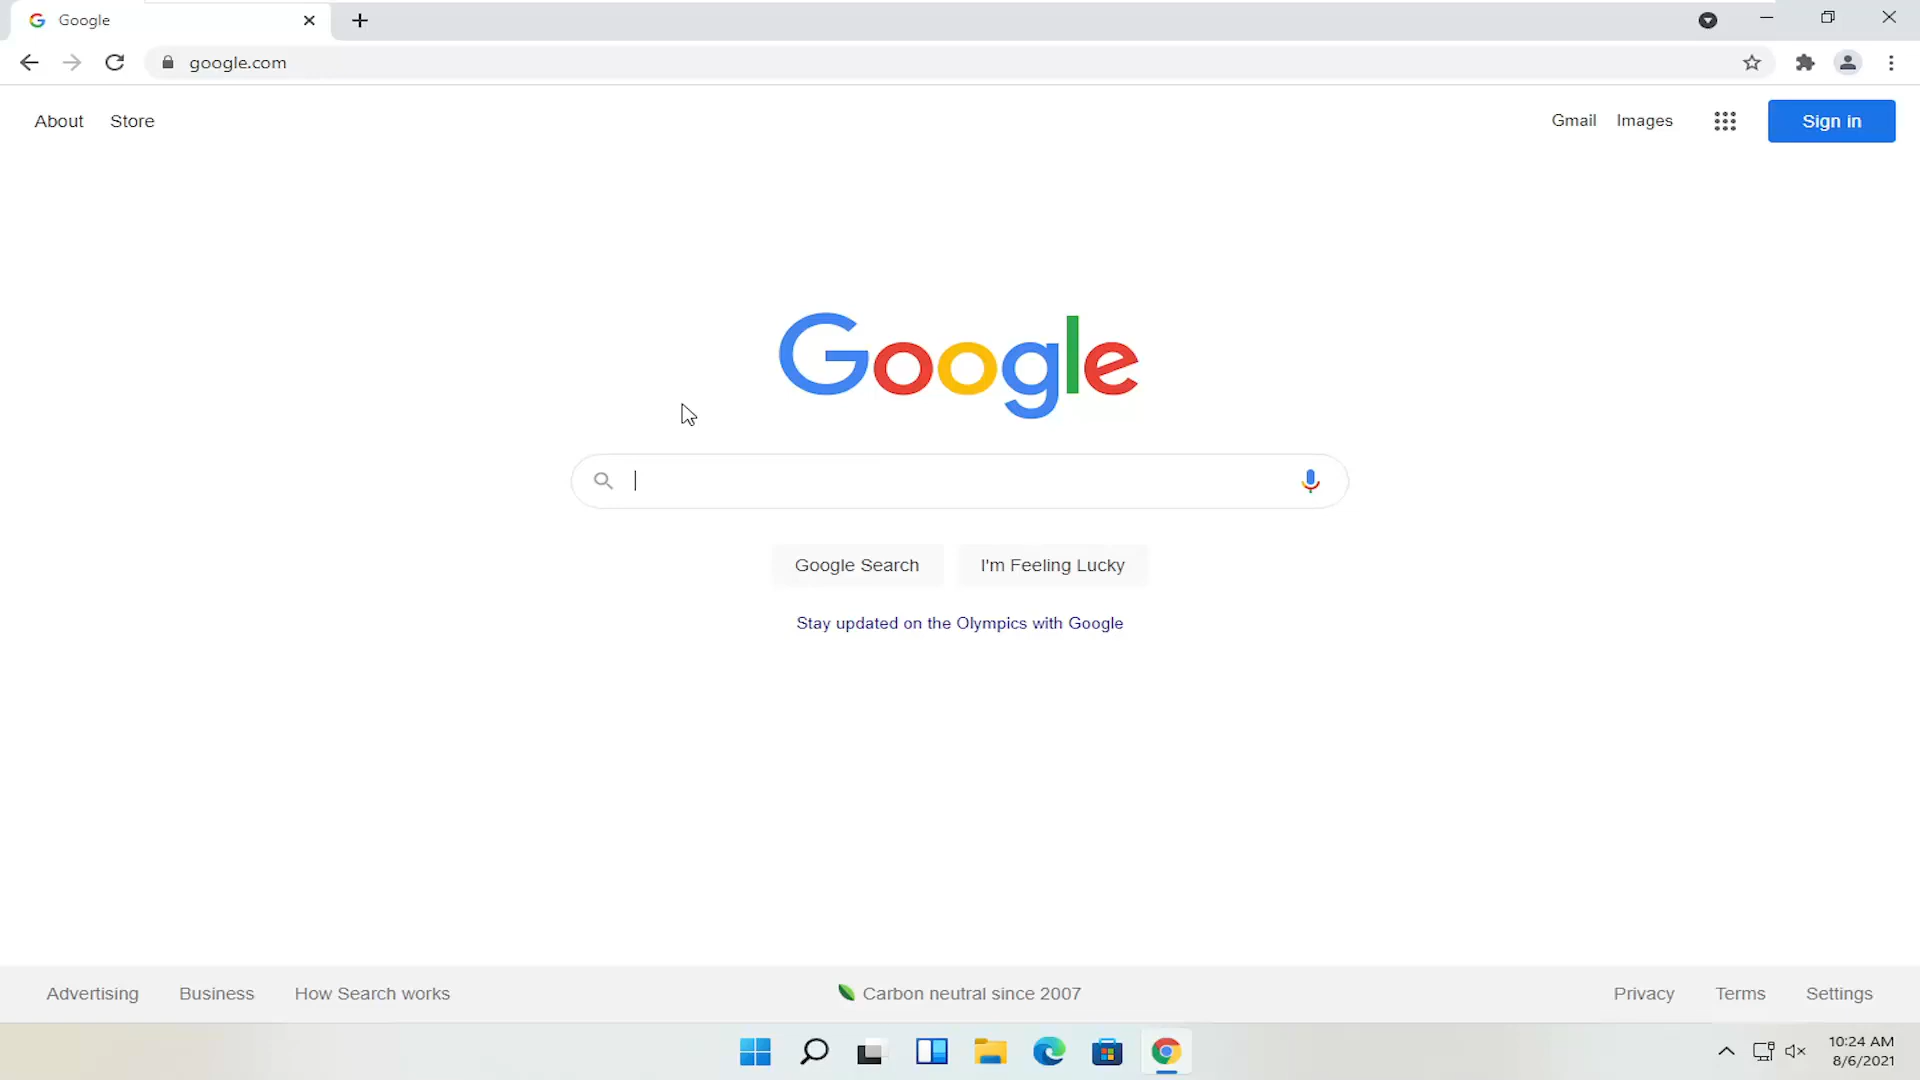 Google
google.com
About Store
Gmail Images Sign in
Google
Google Search I'm Feeling Lucky
Stay updated on the Olympics with Google
Advertising Business How Search works
Carbon neutral since 2007
Privacy Terms Settings
10:24 AM
8/6/2021